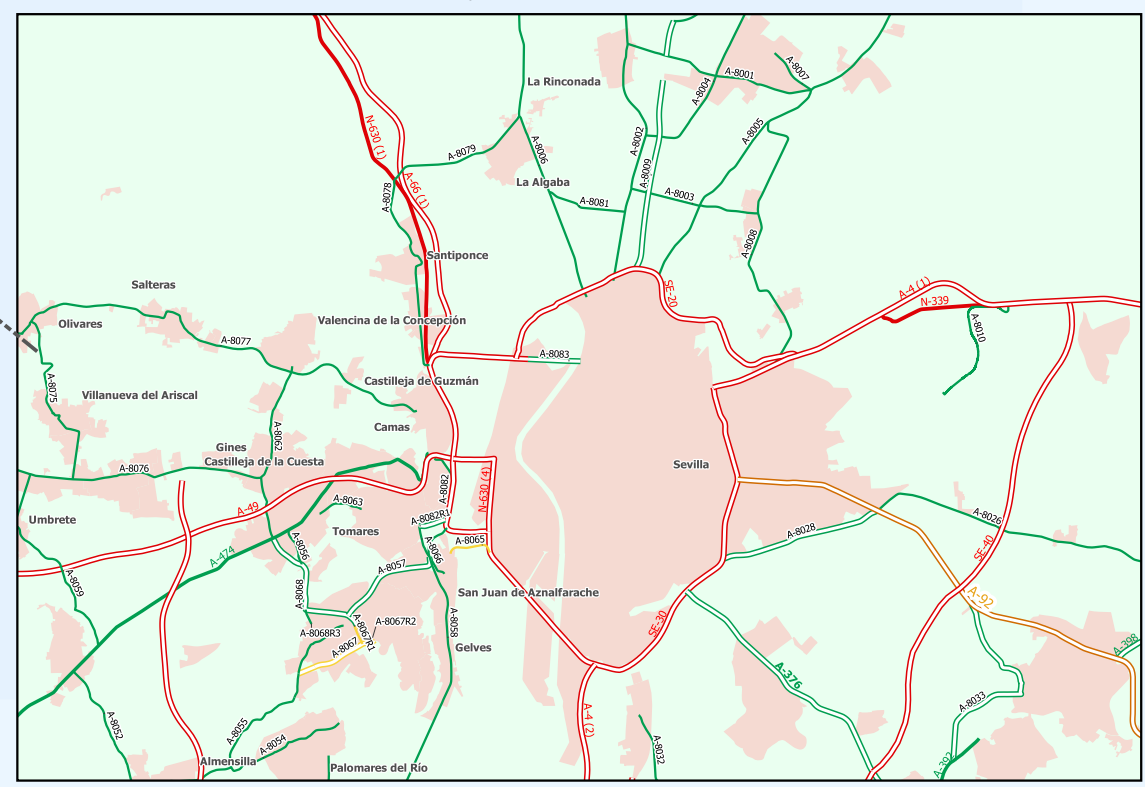 A-8007
A-8001
La Rinconada
A-8004
N-630 (1)
A-8005
A-8002
A-8006
A-8079
A-8009
La Algaba
A-66 (1)
A-8078
A-8003
A-8081
A-8008
Santiponce
Salteras
SE-20
A-4 (1)
N-339
Olivares
Valencina de la Concepción
A-8010
A-8077
A-8083
Castilleja de Guzmán
A-8075
Villanueva del Ariscal
Camas
A-8062
Gines
Castilleja de la Cuesta
Sevilla
A-8076
A-8082
N-630 (4)
A-8063
A-49
Umbrete
A-8082R1
A-8026
Tomares
A-8028
A-8065
A-8056
A-8066
SE-40
A-474
A-8057
A-8059
A-8068
San Juan de Aznalfarache
A-92
A-8058
A-8067R2
A-8067R1
SE-30
A-8068R3
A-8067
Gelves
A-398
A-376
A-8033
A-4 (2)
A-8052
A-8055
A-8054
A-8032
Almensilla
Palomares del Río
A-392